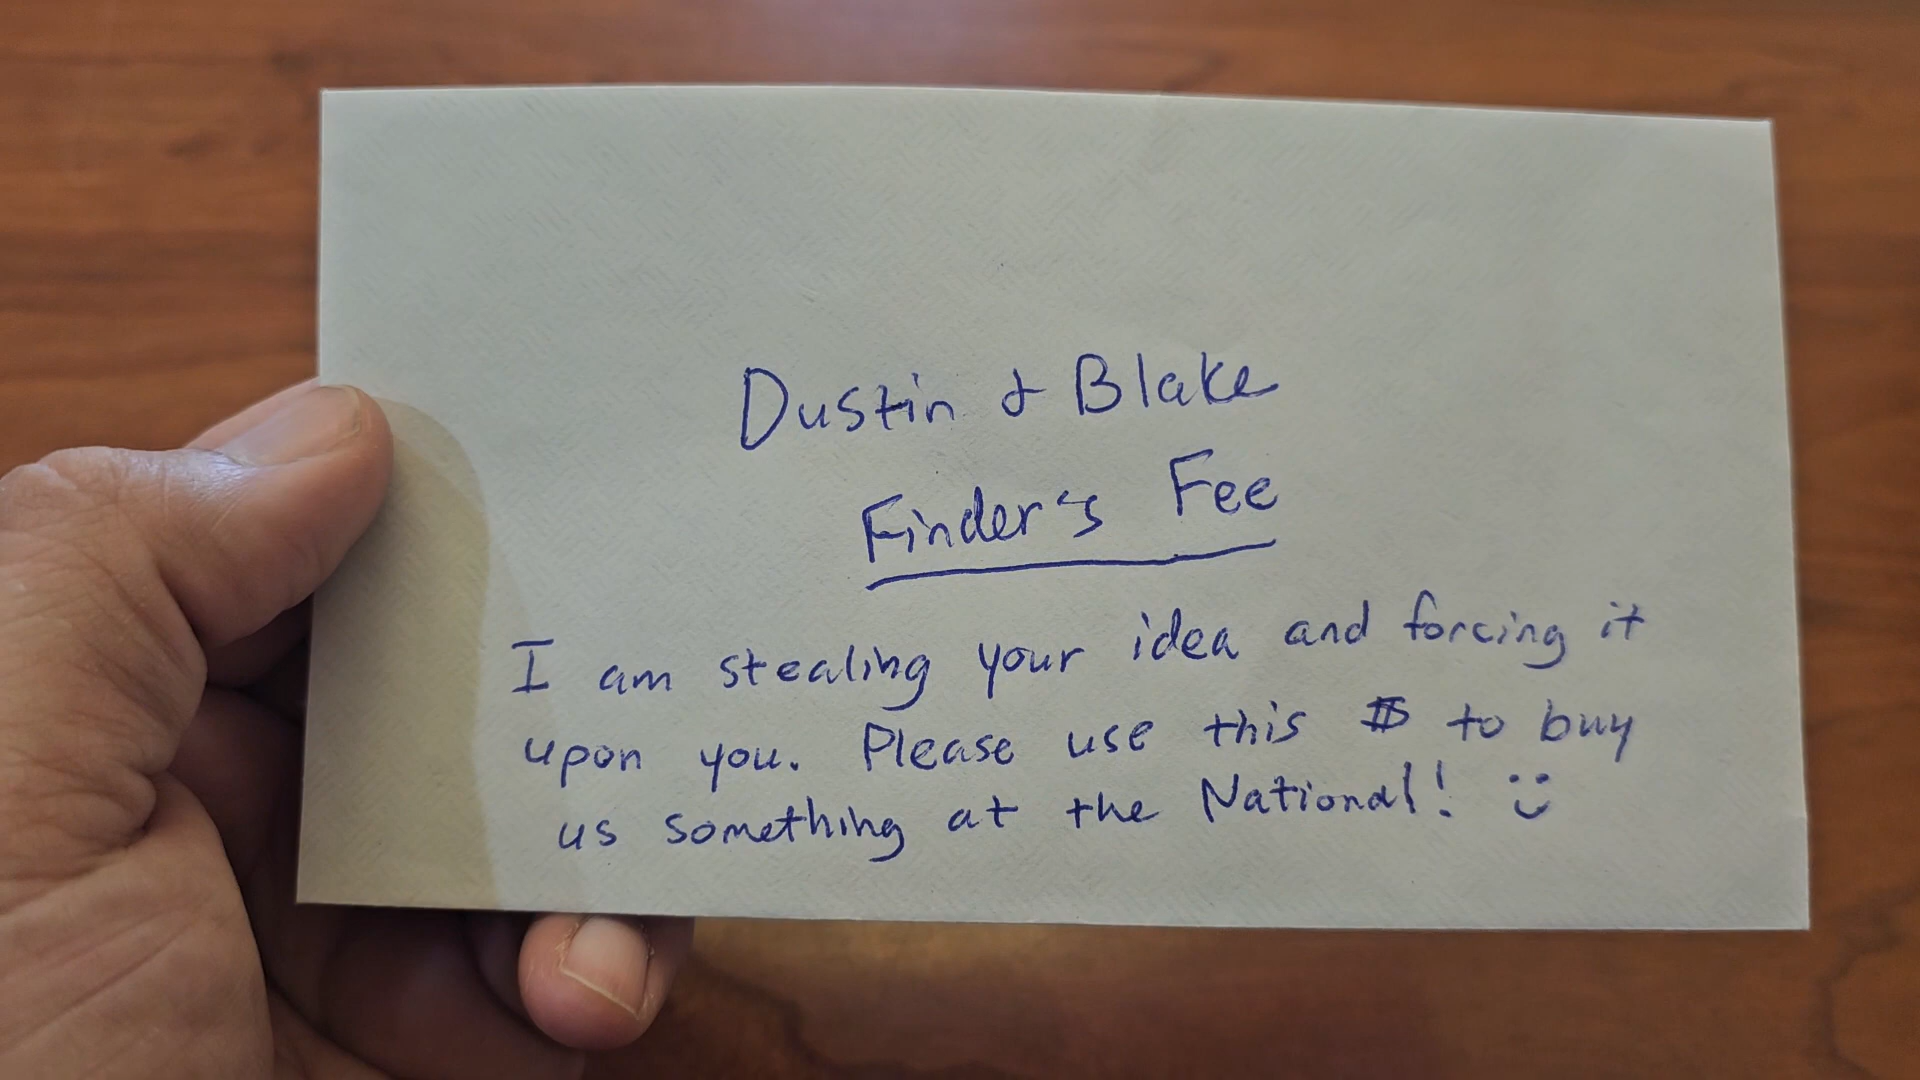 Dustin & Blake
Finder's Fee
I am stealing your idea and forcing it
upon you. Please use this $ to buy
us something at the National! :)